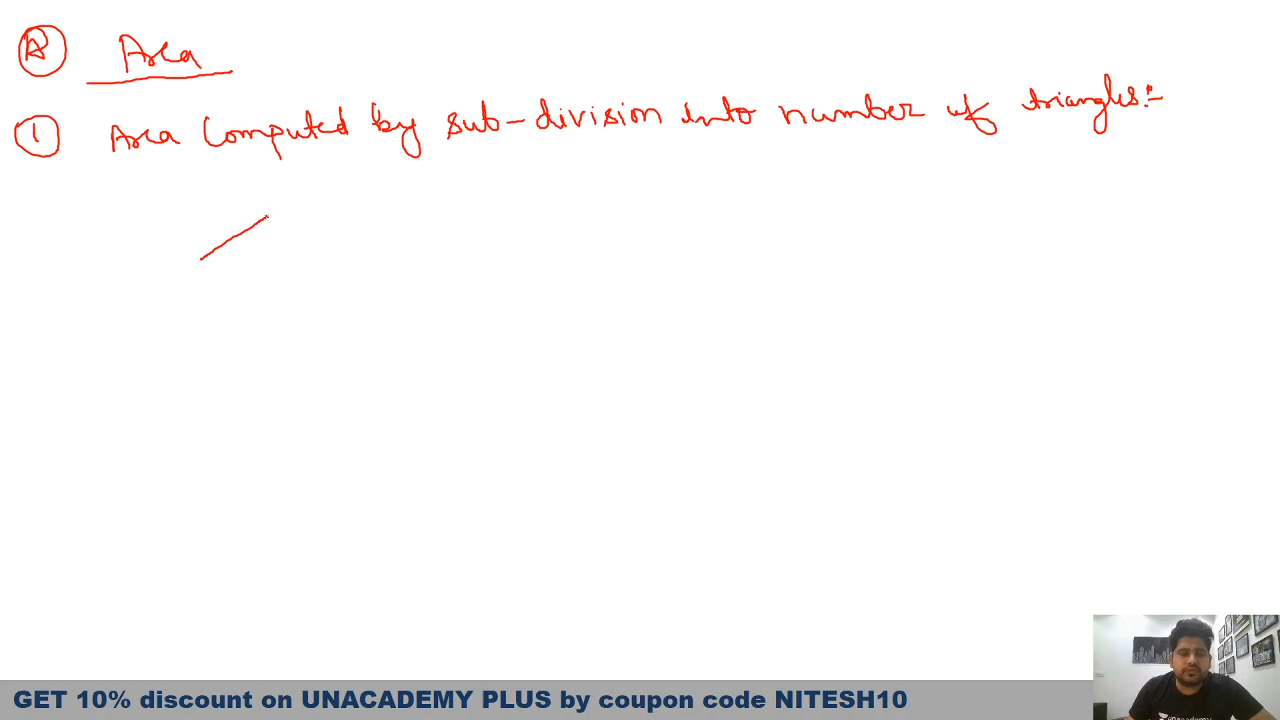 A Area
1 Area Computed by sub-division into number of triangles:-
GET 10% discount on UNACADEMY PLUS by coupon code NITESH10